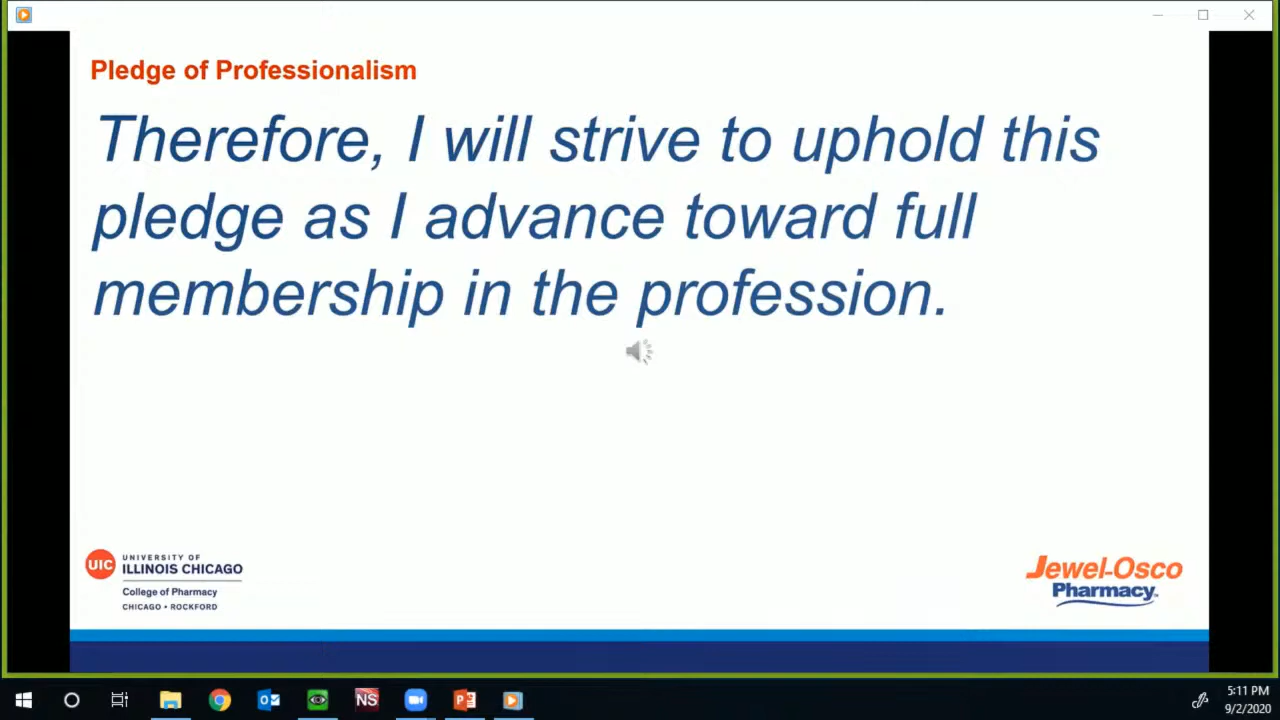 Pledge of Professionalism
Therefore, I will strive to uphold this
pledge as I advance toward full
membership in the profession.
UIC
UNIVERSITY OF
ILLINOIS CHICAGO
College of Pharmacy
CHICAGO • ROCKFORD
Jewel-Osco
Pharmacy
NS
5:11 PM
9/2/2020